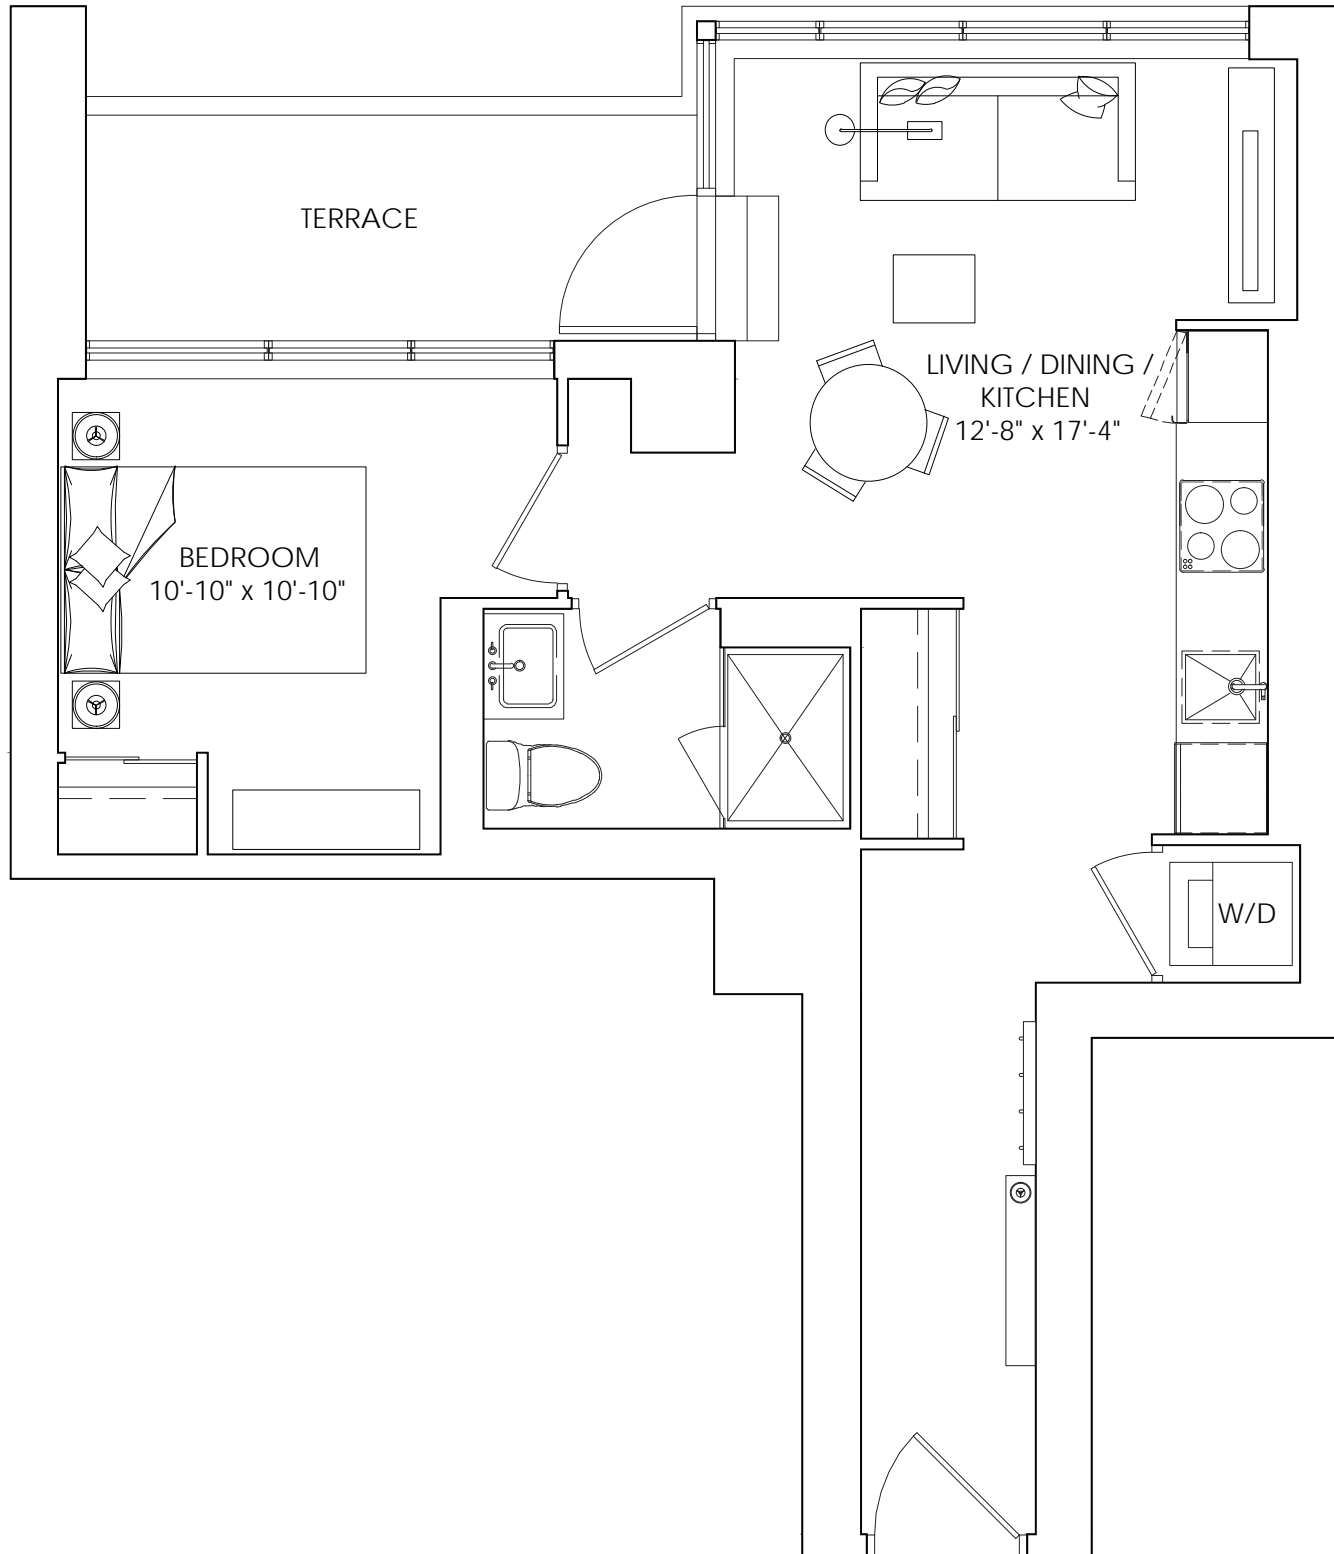 TERRACE
LIVING / DINING /
KITCHEN
12'-8" x 17'-4"
BEDROOM
10'-10" x 10'-10"
W/D